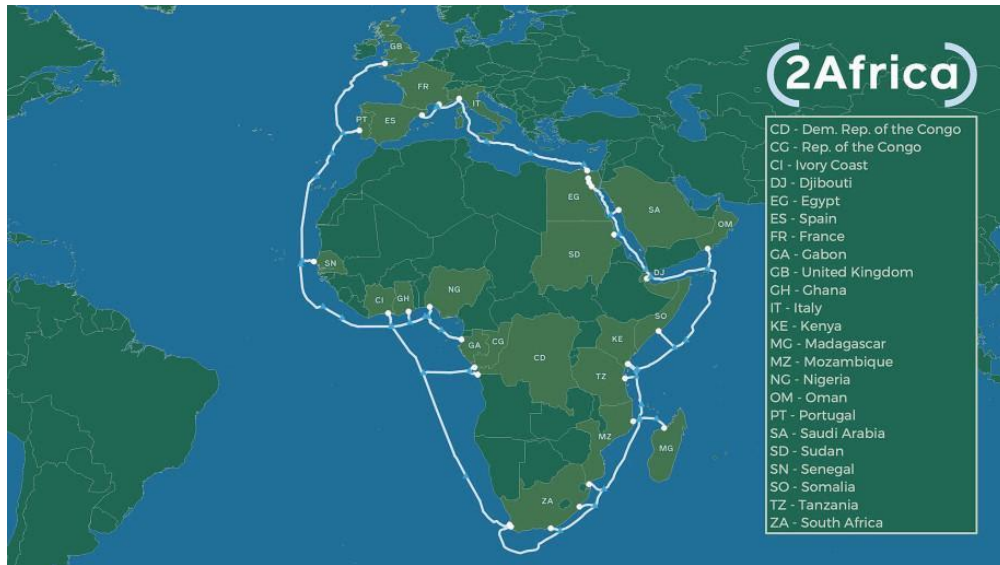 (2Africa)
CD - Dem. Rep. of the Congo
CG - Rep. of the Congo
CI - Ivory Coast
DJ - Djibouti
EG - Egypt
ES - Spain
FR - France
GA - Gabon
GB - United Kingdom
GH - Ghana
IT - Italy
KE - Kenya
MG - Madagascar
MZ - Mozambique
NG - Nigeria
OM - Oman
PT - Portugal
SA - Saudi Arabia
SD - Sudan
SN - Senegal
SO - Somalia
TZ - Tanzania
ZA - South Africa
GB
FR
IT
PT
ES
EG
SA
OM
SN
SD
DJ
CI
GH
NG
SO
GA
CG
CD
KE
TZ
MZ
MG
ZA